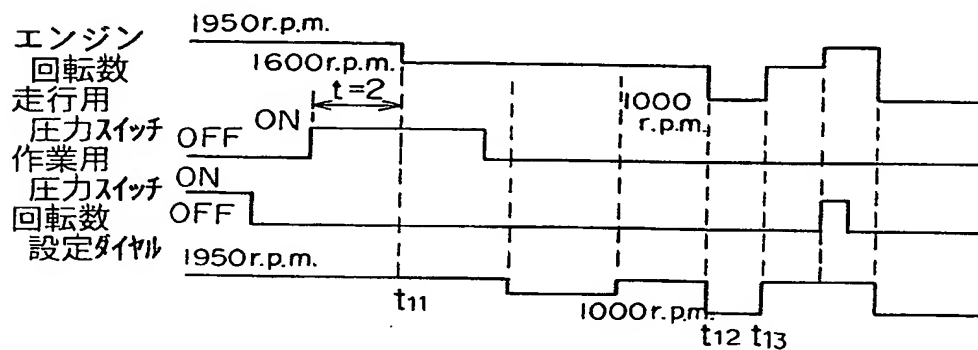 エンジン
回転数
1950r.p.m.
1600r.p.m.
t=2
1000
r.p.m.
走行用
圧力スイッチ
OFF
ON
作業用
圧力スイッチ
ON
OFF
回転数
設定ダイヤル
1950r.p.m.
1000r.p.m.
t11
t12
t13